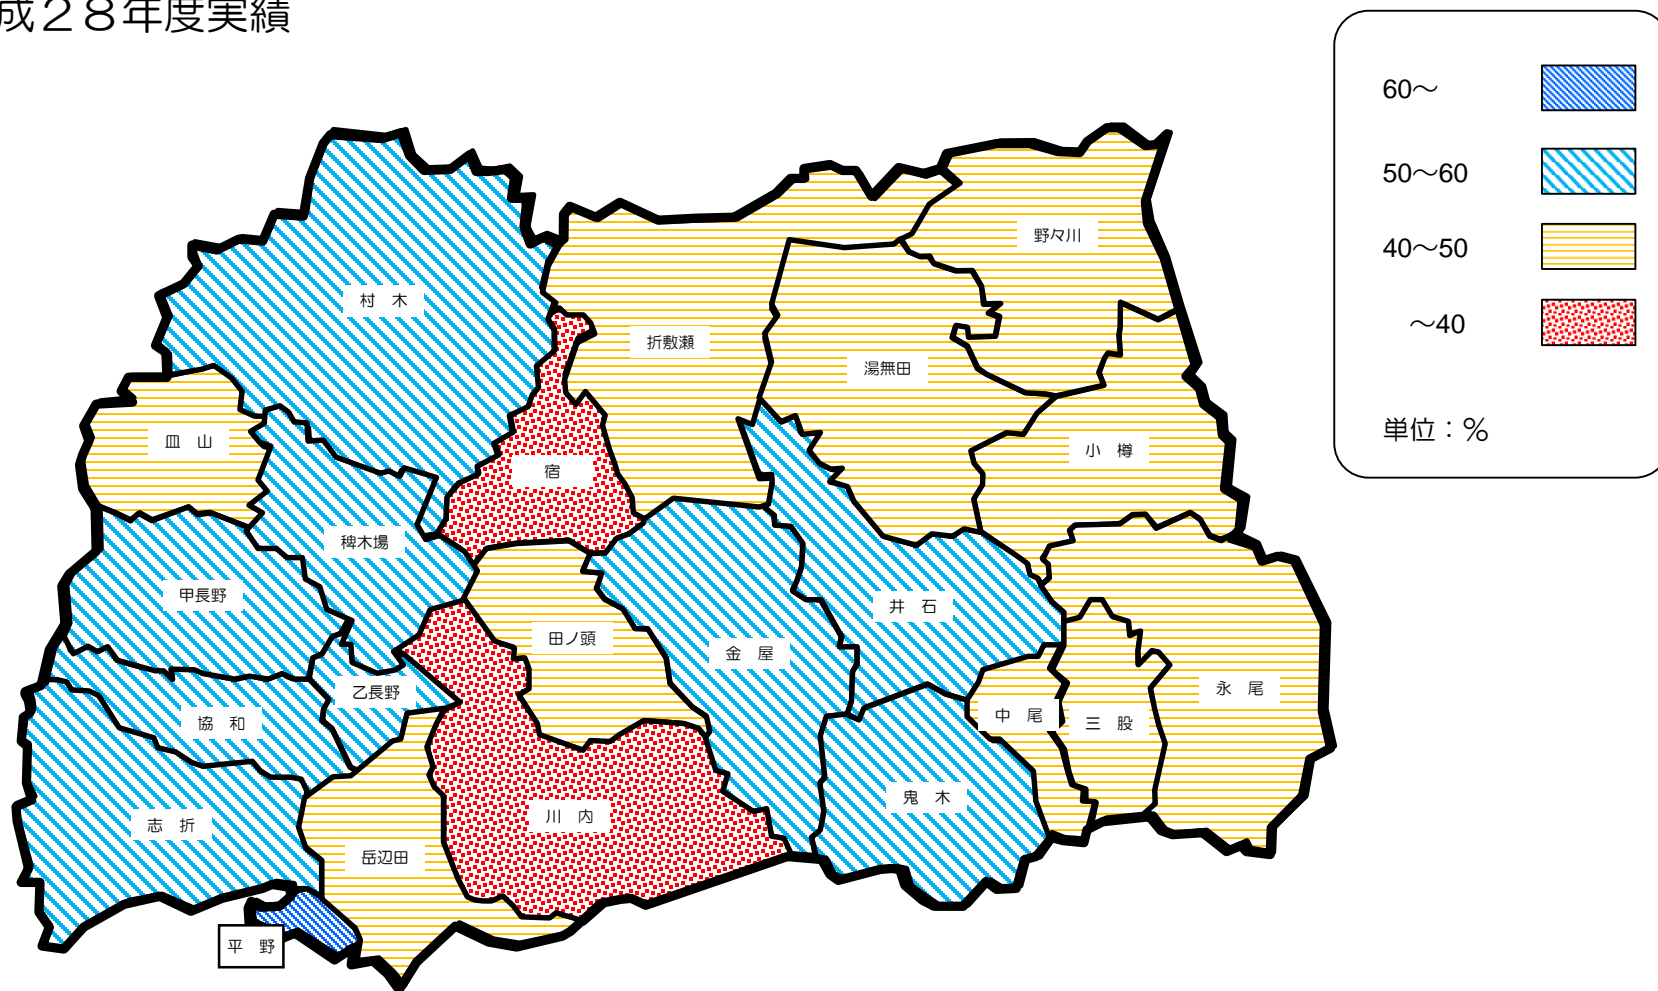 成２８年度実績
60～
50～60
40～50
～40
単位：％
野々川
村　木
折敷瀬
湯無田
皿　山
小　樽
宿
稗木場
甲長野
井　石
田ノ頭
金　屋
乙長野
永　尾
中　尾
三　股
協　和
鬼　木
川　内
志　折
岳辺田
平　野